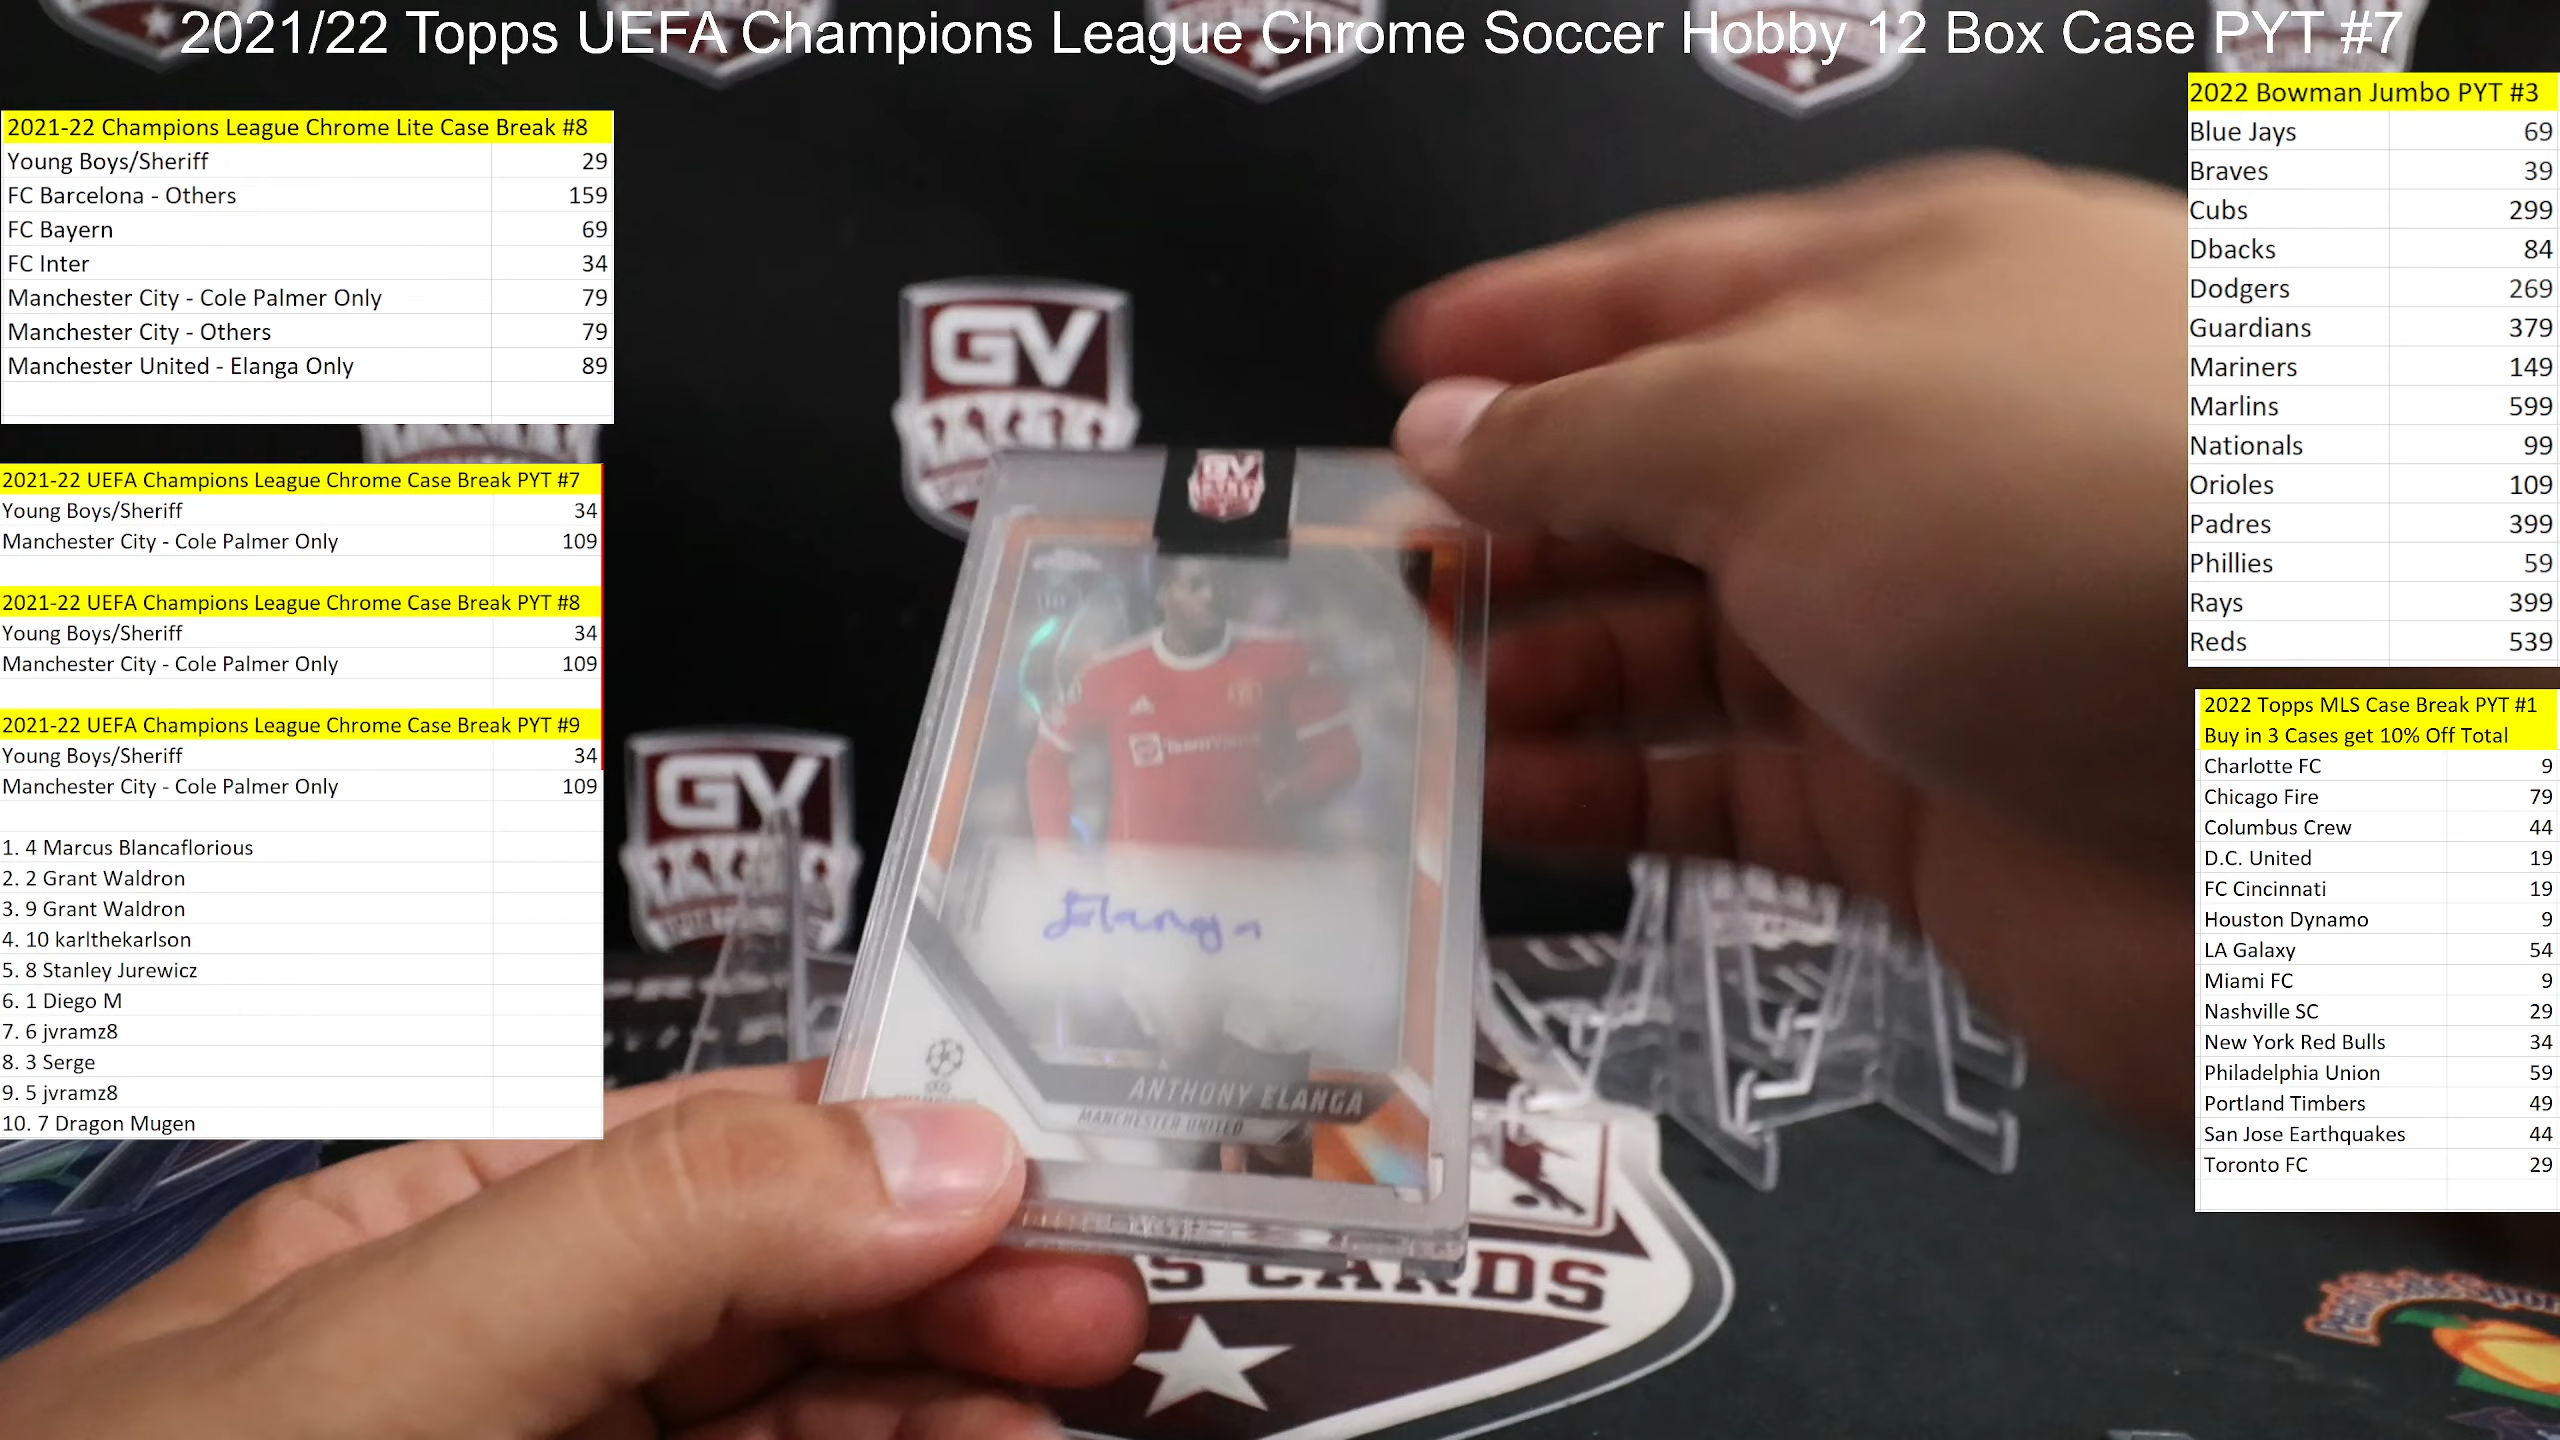 2021/22 Topps UEFA Champions League Chrome Soccer Hobby 12 Box Case PYT #7
2021-22 Champions League Chrome Lite Case Break #8
Young Boys/Sheriff 29
FC Barcelona - Others 159
FC Bayern 69
FC Inter 34
Manchester City - Cole Palmer Only 79
Manchester City - Others 79
Manchester United - Elanga Only 89
2021-22 UEFA Champions League Chrome Case Break PYT #7
Young Boys/Sheriff 34
Manchester City - Cole Palmer Only 109
2021-22 UEFA Champions League Chrome Case Break PYT #8
Young Boys/Sheriff 34
Manchester City - Cole Palmer Only 109
2021-22 UEFA Champions League Chrome Case Break PYT #9
Young Boys/Sheriff 34
Manchester City - Cole Palmer Only 109
1. 4 Marcus Blancaflorious
2. 2 Grant Waldron
3. 9 Grant Waldron
4. 10 karlthekarlson
5. 8 Stanley Jurewicz
6. 1 Diego M
7. 6 jvramz8
8. 3 Serge
9. 5 jvramz8
10. 7 Dragon Mugen
GV
GV
GV
TeamViewer
Elanga
ANTHONY ELANGA
MANCHESTER UNITED
CARDS
2022 Bowman Jumbo PYT #3
Blue Jays 69
Braves 39
Cubs 299
Dbacks 84
Dodgers 269
Guardians 379
Mariners 149
Marlins 599
Nationals 99
Orioles 109
Padres 399
Phillies 59
Rays 399
Reds 539
2022 Topps MLS Case Break PYT #1
Buy in 3 Cases get 10% Off Total
Charlotte FC 9
Chicago Fire 79
Columbus Crew 44
D.C. United 19
FC Cincinnati 19
Houston Dynamo 9
LA Galaxy 54
Miami FC 9
Nashville SC 29
New York Red Bulls 34
Philadelphia Union 59
Portland Timbers 49
San Jose Earthquakes 44
Toronto FC 29